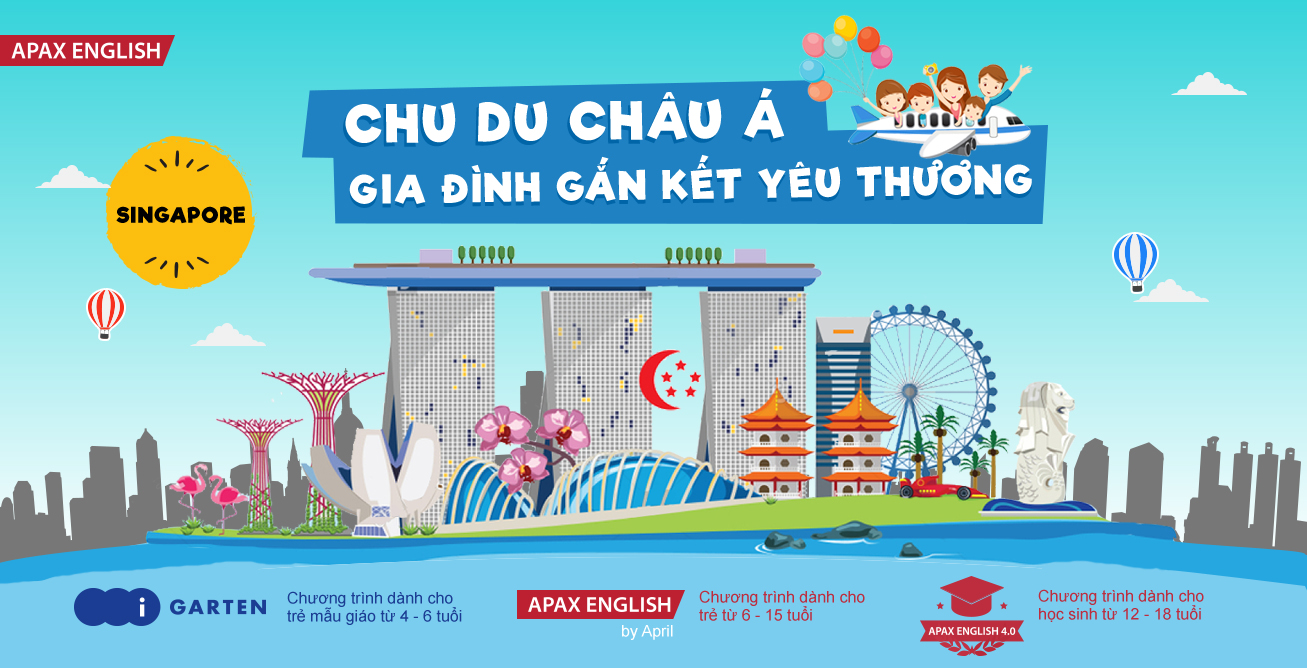 APAX ENGLISH
CHU DU CHÂU Á
GIA ĐÌNH GẮN KẾT YÊU THƯƠNG
SINGAPORE
i GARTEN
Chương trình dành cho
trẻ mẫu giáo từ 4 - 6 tuổi
APAX ENGLISH
by April
Chương trình dành cho
trẻ từ 6 - 15 tuổi
APAX ENGLISH 4.0
Chương trình dành cho
học sinh từ 12 - 18 tuổi